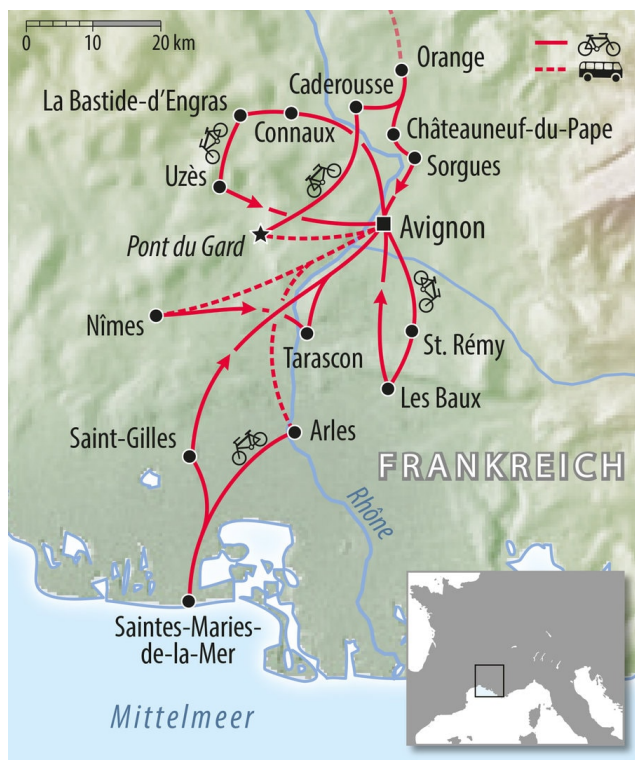 0
10
20 km
Orange
Caderousse
La Bastide-d'Engras
Connaux
Châteauneuf-du-Pape
Sorgues
Uzès
Pont du Gard
Avignon
Nîmes
Tarascon
St. Rémy
Les Baux
Saint-Gilles
Arles
FRANKREICH
Rhône
Saintes-Maries-
de-la-Mer
Mittelmeer